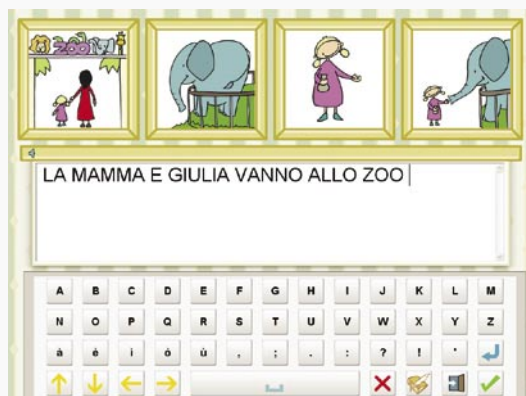 ZOO
LA MAMMA E GIULIA VANNO ALLO ZOO
A B C D E F G H I J K L M
N O P Q R S T U V W X Y Z
à é ì ó ù , ; . : ? ! '